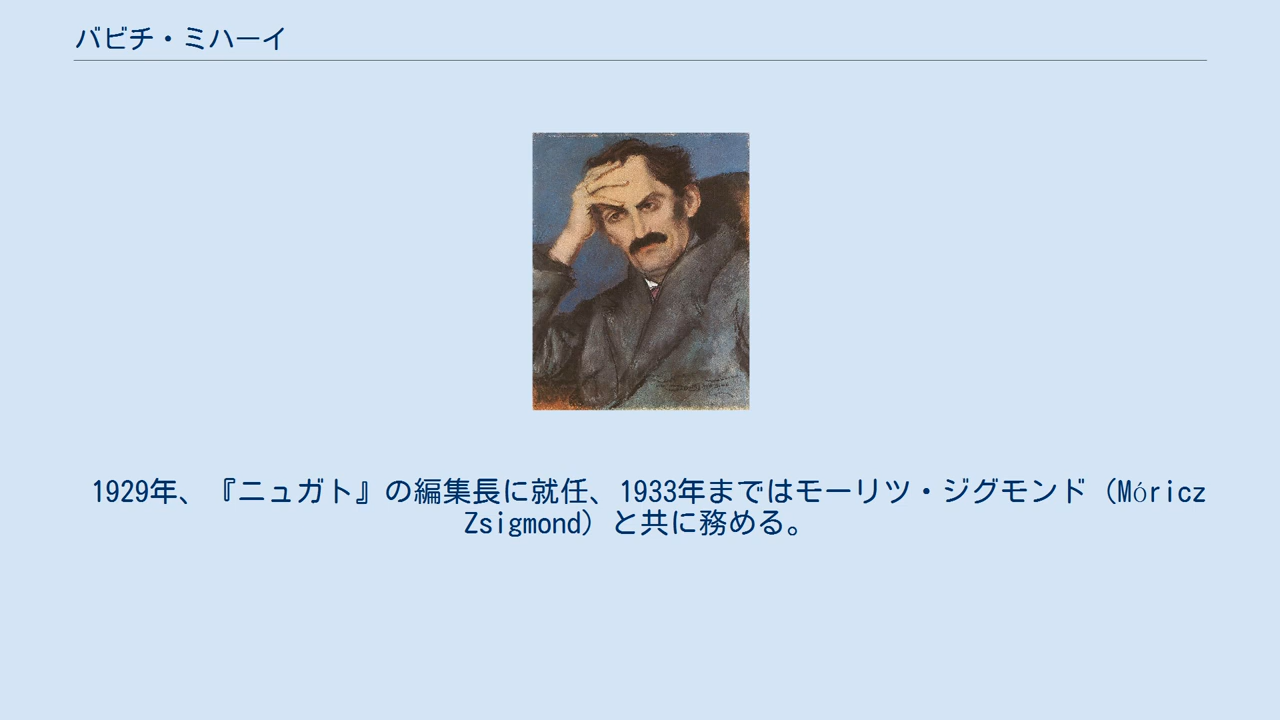 バビチ・ミハーイ
1929年、『ニュガト』の編集長に就任、1933年まではモーリツ・ジグモンド（Móricz
Zsigmond）と共に務める。